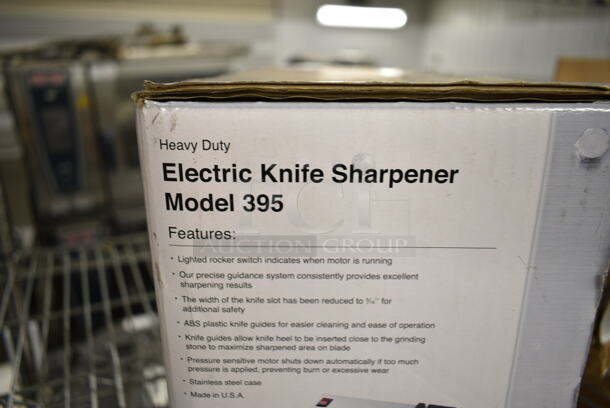 Heavy Duty
Electric Knife Sharpener
Model 395
Features:
AUCTION GROUP
• Lighted rocker switch indicates when motor is running
• Our precise guidance system consistently provides excellent
sharpening results
• The width of the knife slot has been reduced to for
additional safety
• ABS plastic knife guides for easier cleaning and ease of operation
• Knife guides allow knife heel to be inserted close to the grinding
stone to maximize sharpened area on blade
• Pressure sensitive motor shuts down automatically if too much
pressure is applied, preventing burn or excessive wear
• Stainless steel case
• Made in U.S.A.